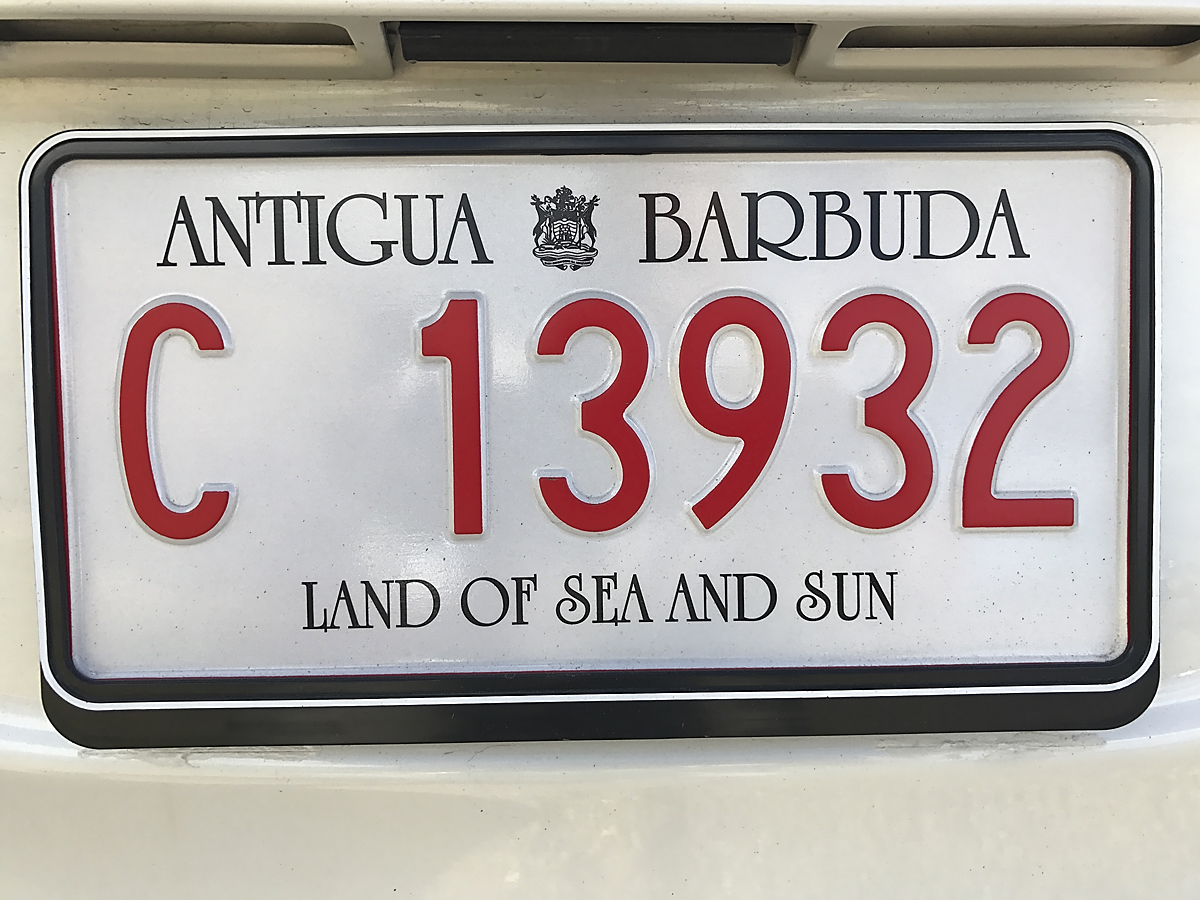 ANTIGUA BARBUDA
C 13932
LAND OF SEA AND SUN